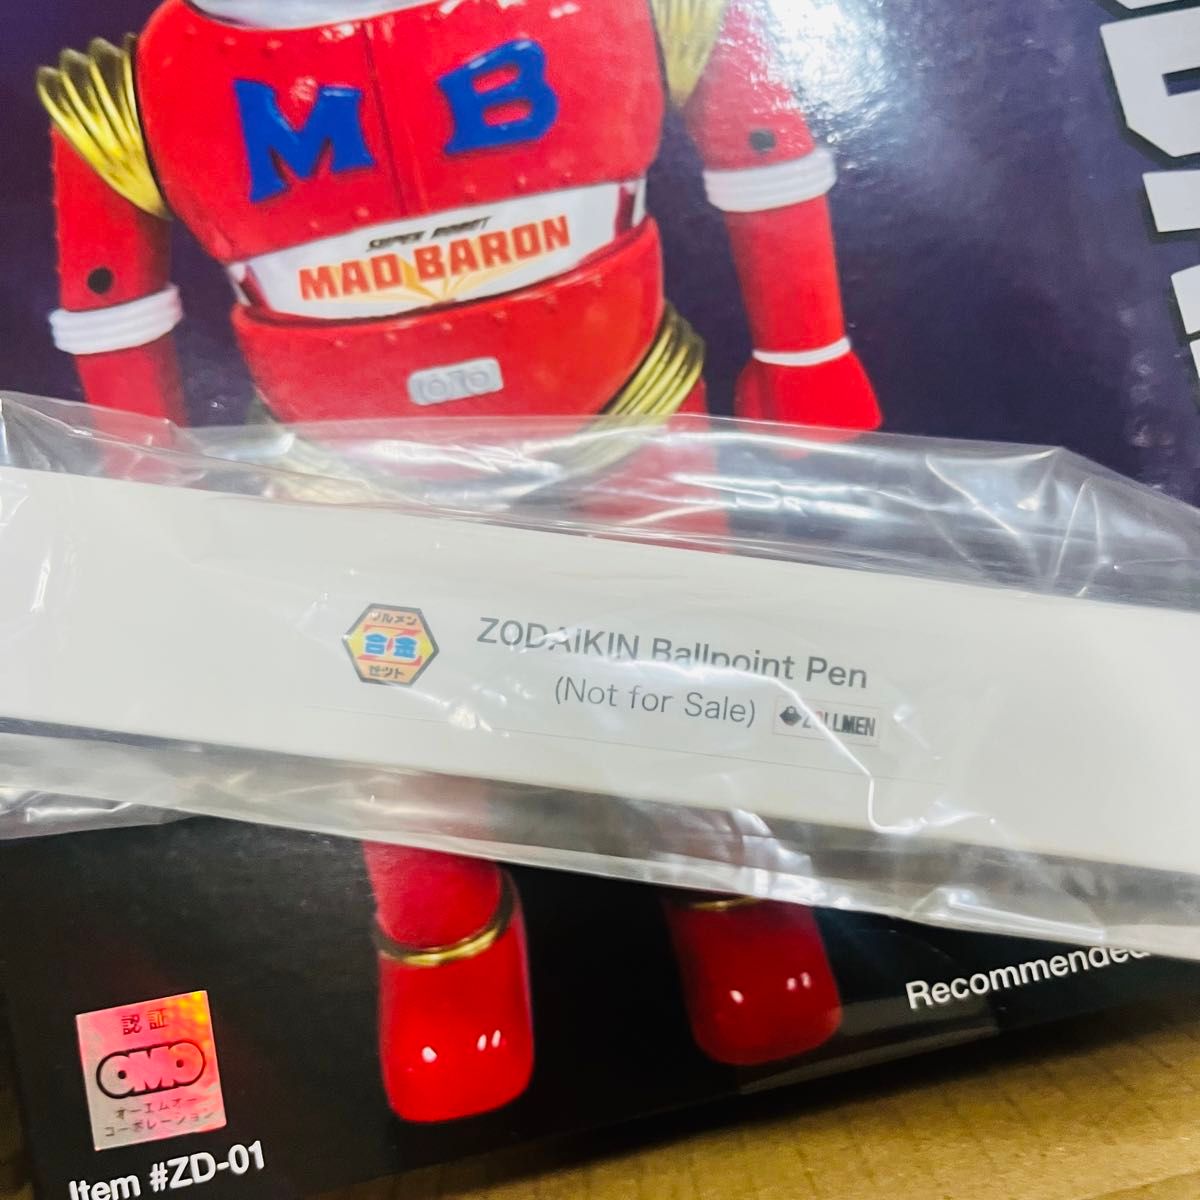 M B
SUPER ROBOT
MAD BARON
ソルメン
合金
セット
ZODAIKIN Ballpoint Pen
(Not for Sale)
ZOLLMEN
Recommended
認証
OMO
オーエムオー
コーポレーション
Item #ZD-01